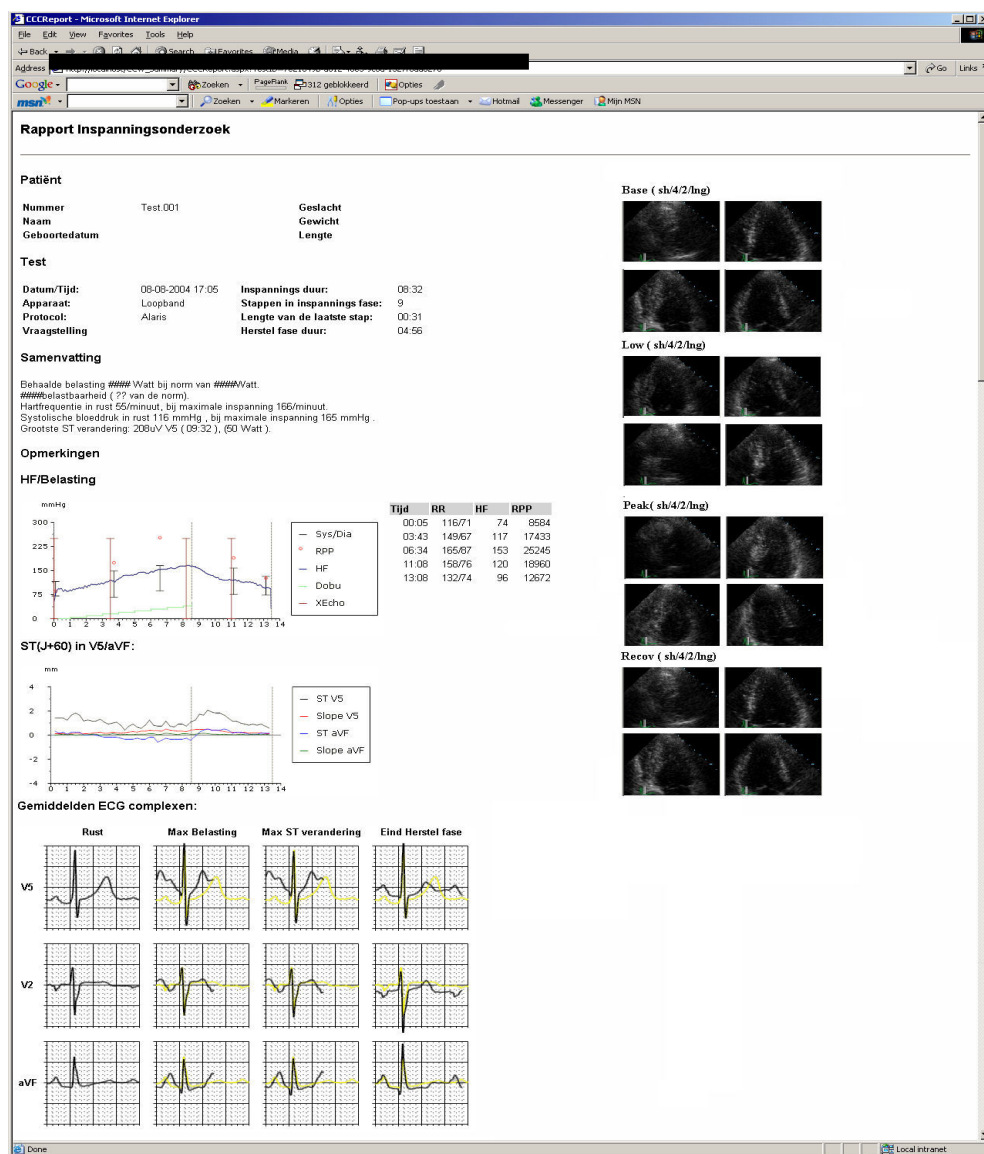 CCCReport - Microsoft Internet Explorer
File Edit View Favorites Tools Help
Back Search Favorites Media
Address Go Links
Google Zoeken PageRank 312 geblokkeerd Opties
msn Zoeken Markeren Opties Pop-ups toestaan Hotmail Messenger Mijn MSN
Rapport Inspanningsonderzoek
Patiënt
Nummer Test.001 Geslacht
Naam Gewicht
Geboortedatum Lengte
Test
Datum/Tijd: 08-08-2004 17:05 Inspannings duur: 08:32
Apparaat: Loopband Stappen in inspannings fase: 9
Protocol: Alaris Lengte van de laatste stap: 00:31
Vraagstelling Herstel fase duur: 04:56
Samenvatting
Behaalde belasting #### Watt bij norm van ####Watt.
####belastbaarheid ( ?? van de norm).
Hartfrequentie in rust 55/minuut, bij maximale inspanning 166/minuut.
Systolische bloeddruk in rust 116 mmHg , bij maximale inspanning 165 mmHg .
Grootste ST verandering: 208uV V5 ( 09:32 ), (50 Watt ).
Opmerkingen
HF/Belasting
mmHg
300
225
150
75
0
0 1 2 3 4 5 6 7 8 9 10 11 12 13 14
Sys/Dia
RPP
HF
Dobu
XEcho
Tijd RR HF RPP
00:05 116/71 74 8584
03:43 149/67 117 17433
06:34 165/87 153 25245
11:08 158/76 120 18960
13:08 132/74 96 12672
ST(J+60) in V5/aVF:
mm
4
2
0
-2
-4
0 1 2 3 4 5 6 7 8 9 10 11 12 13 14
ST V5
Slope V5
ST aVF
Slope aVF
Gemiddelden ECG complexen:
Rust Max Belasting Max ST verandering Eind Herstel fase
V5
V2
aVF
Base ( sh/4/2/lng)
Low ( sh/4/2/lng)
Peak( sh/4/2/lng)
Recov ( sh/4/2/lng)
Done Local intranet